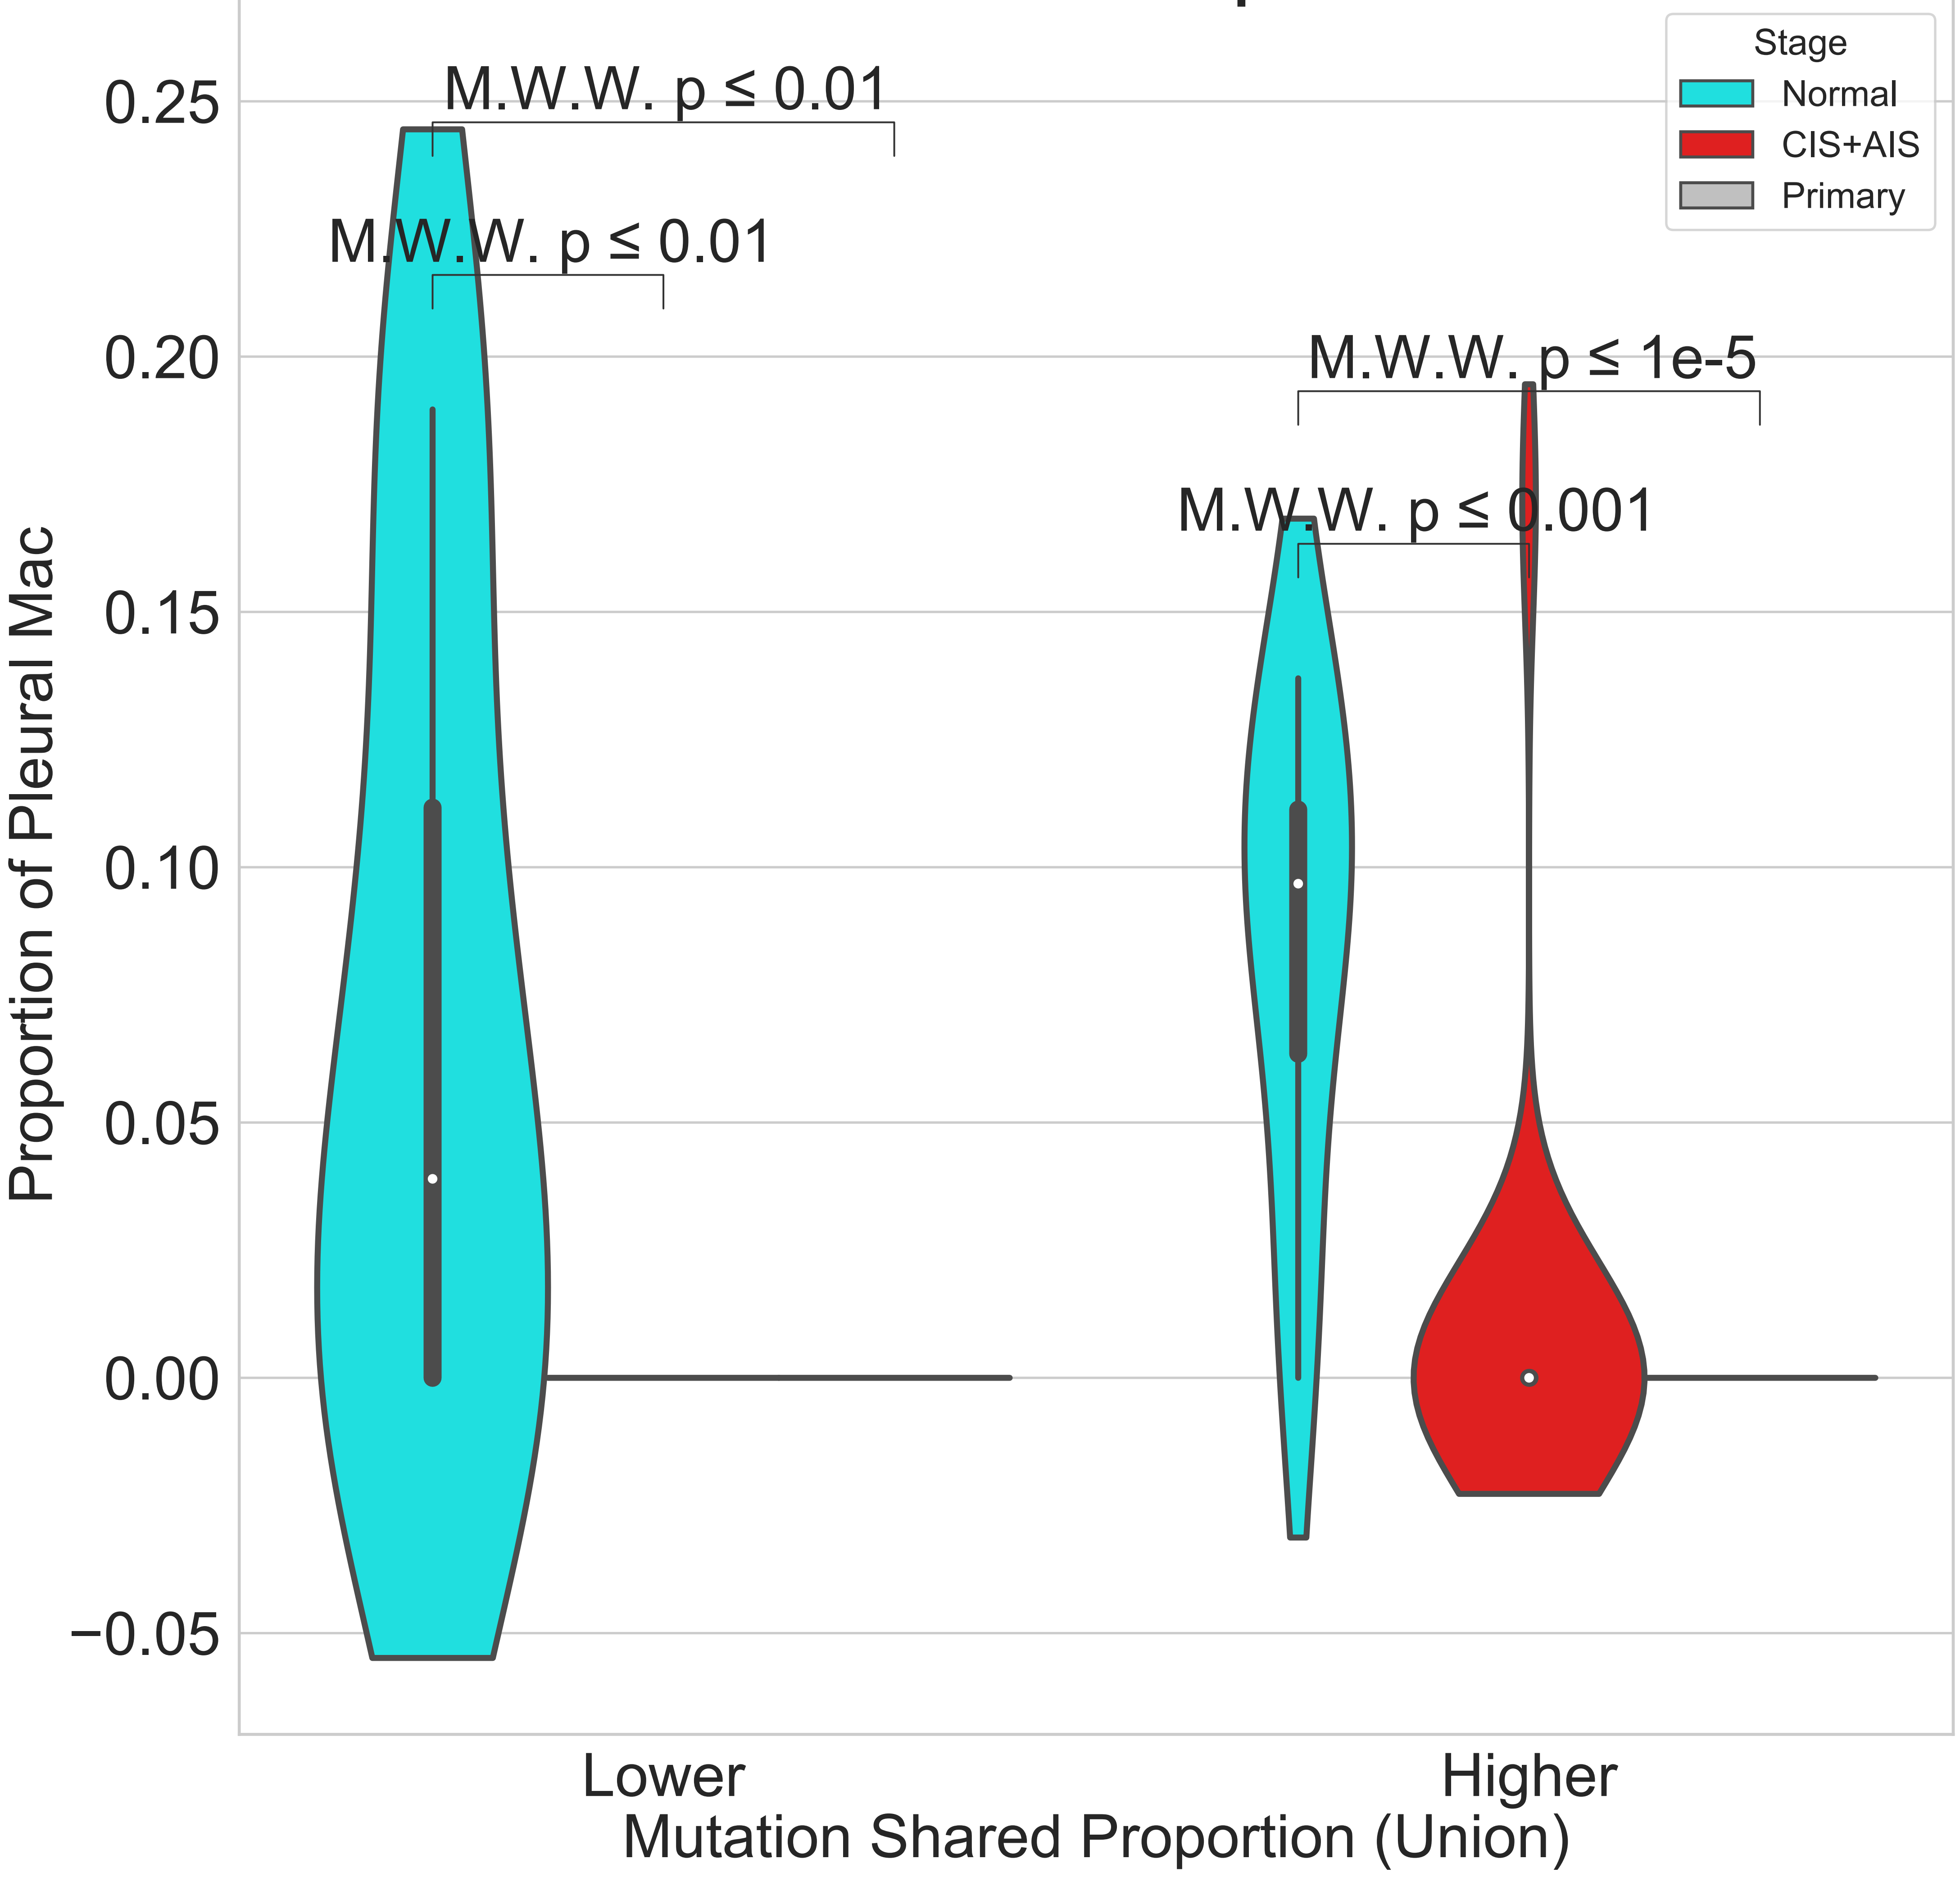 Stage
Normal
CIS+AIS
Primary
M.W.W. p ≤ 0.01
M.W.W. p ≤ 0.01
M.W.W. p ≤ 1e-5
M.W.W. p ≤ 0.001
0.25
0.20
0.15
0.10
0.05
0.00
−0.05
Proportion of Pleural Mac
Lower
Higher
Mutation Shared Proportion (Union)